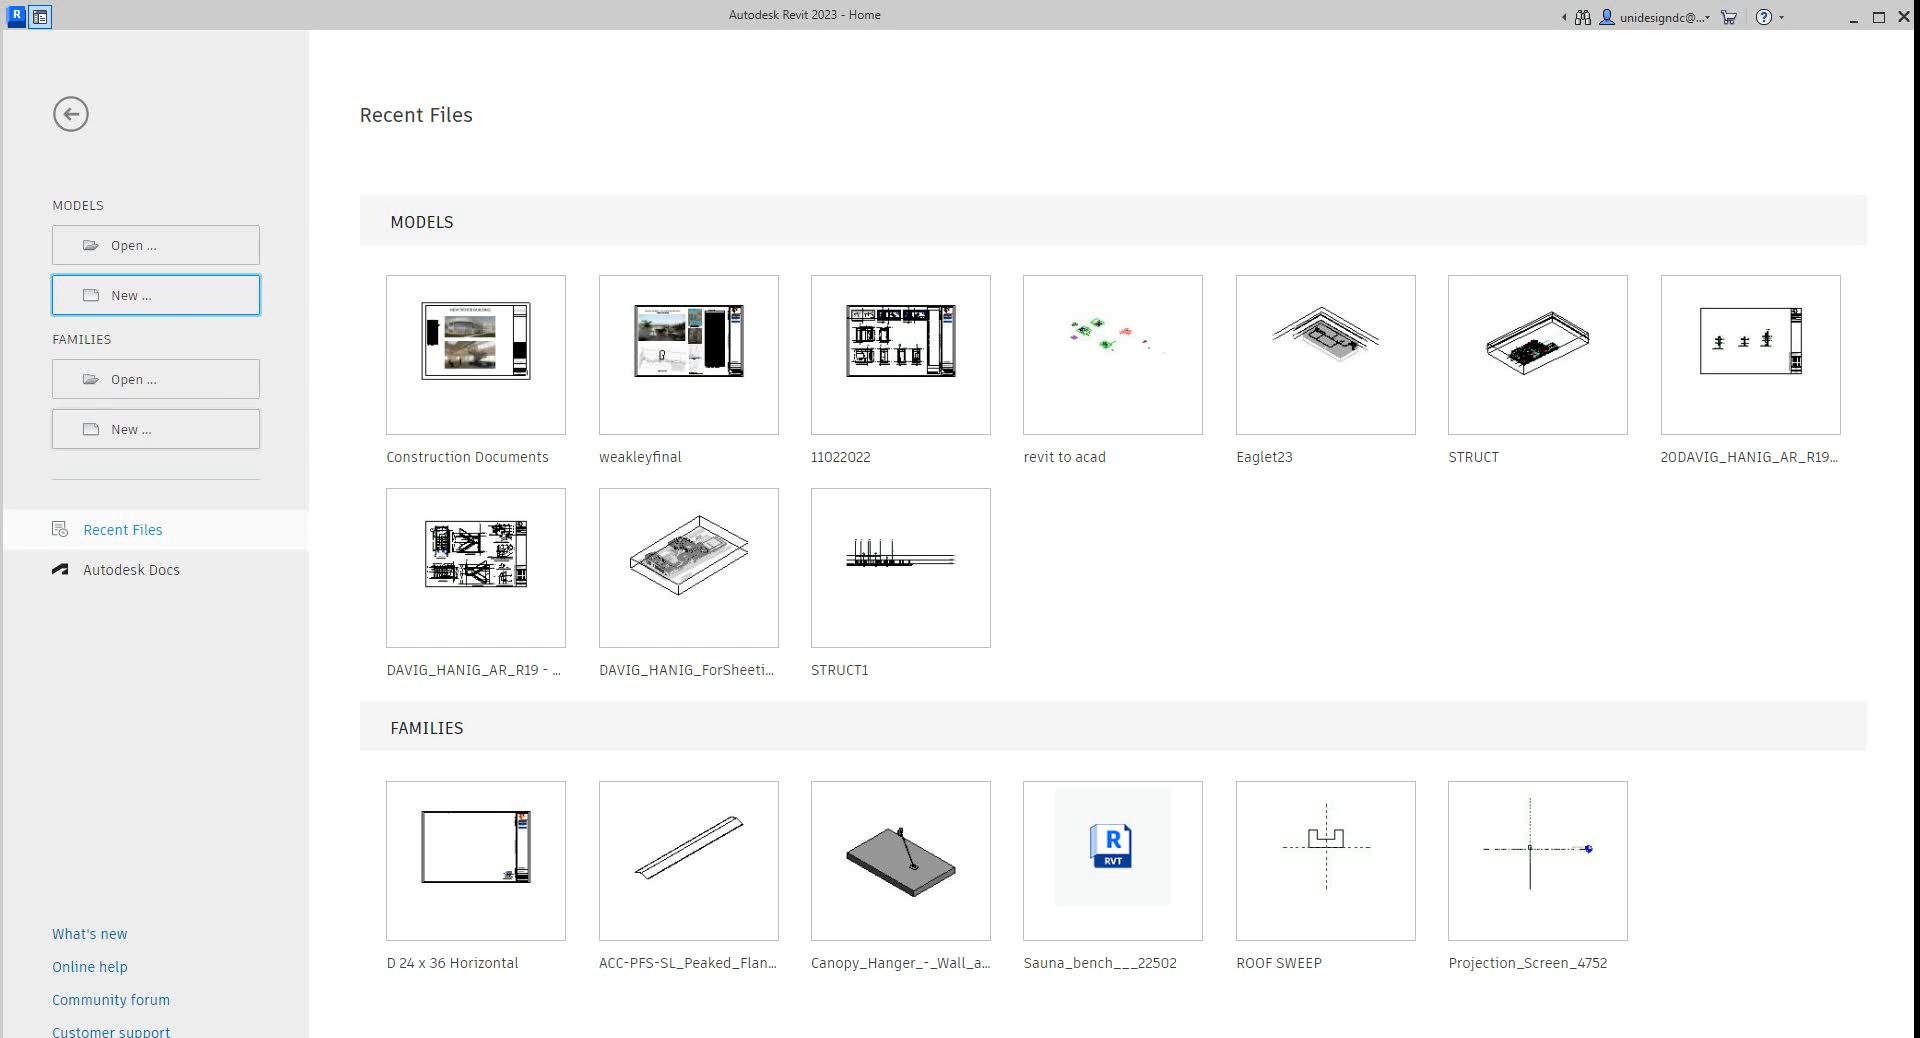 Autodesk Revit 2023 - Home
unidesigndc@...
Recent Files
MODELS
Open ...
New ...
FAMILIES
Open ...
New ...
Recent Files
Autodesk Docs
What's new
Online help
Community forum
Customer support
MODELS
Construction Documents
weakleyfinal
11022022
revit to acad
Eaglet23
STRUCT
20DAVIG_HANIG_AR_R19...
DAVIG_HANIG_AR_R19 - ...
DAVIG_HANIG_ForSheeti...
STRUCT1
FAMILIES
R
RVT
D 24 x 36 Horizontal
ACC-PFS-SL_Peaked_Flan...
Canopy_Hanger_-_Wall_a...
Sauna_bench___22502
ROOF SWEEP
Projection_Screen_4752